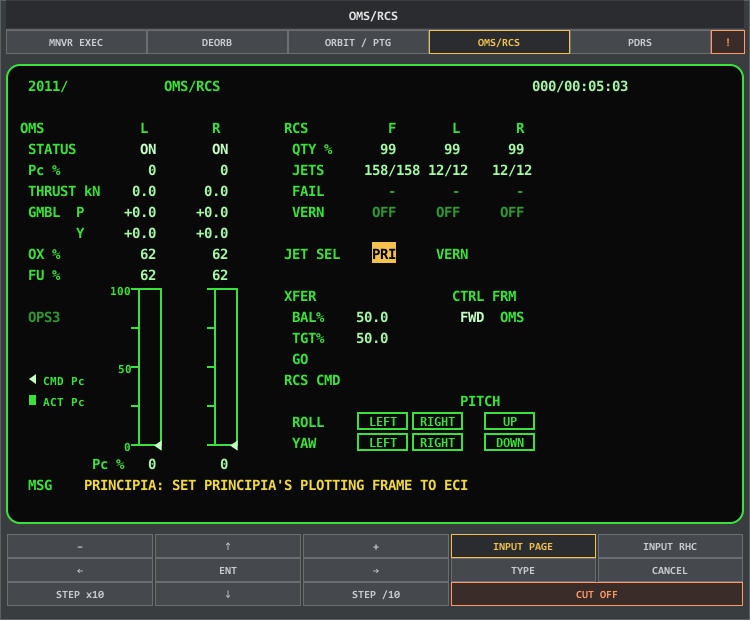 OMS/RCS
MNVR EXEC DEORB ORBIT / PTG OMS/RCS PDRS !
2011/ OMS/RCS 000/00:05:03
OMS L R RCS F L R
STATUS ON ON QTY % 99 99 99
Pc % 0 0 JETS 158/158 12/12 12/12
THRUST kN 0.0 0.0 FAIL - - -
GMBL P +0.0 +0.0 VERN OFF OFF OFF
Y +0.0 +0.0
OX % 62 62 JET SEL PRI VERN
FU % 62 62
100 XFER CTRL FRM
OPS3 BAL% 50.0 FWD OMS
TGT% 50.0
50 GO
CMD Pc RCS CMD
ACT Pc PITCH
ROLL LEFT RIGHT UP
0 YAW LEFT RIGHT DOWN
Pc % 0 0
MSG PRINCIPIA: SET PRINCIPIA'S PLOTTING FRAME TO ECI
− ↑ + INPUT PAGE INPUT RHC
← ENT → TYPE CANCEL
STEP x10 ↓ STEP /10 CUT OFF